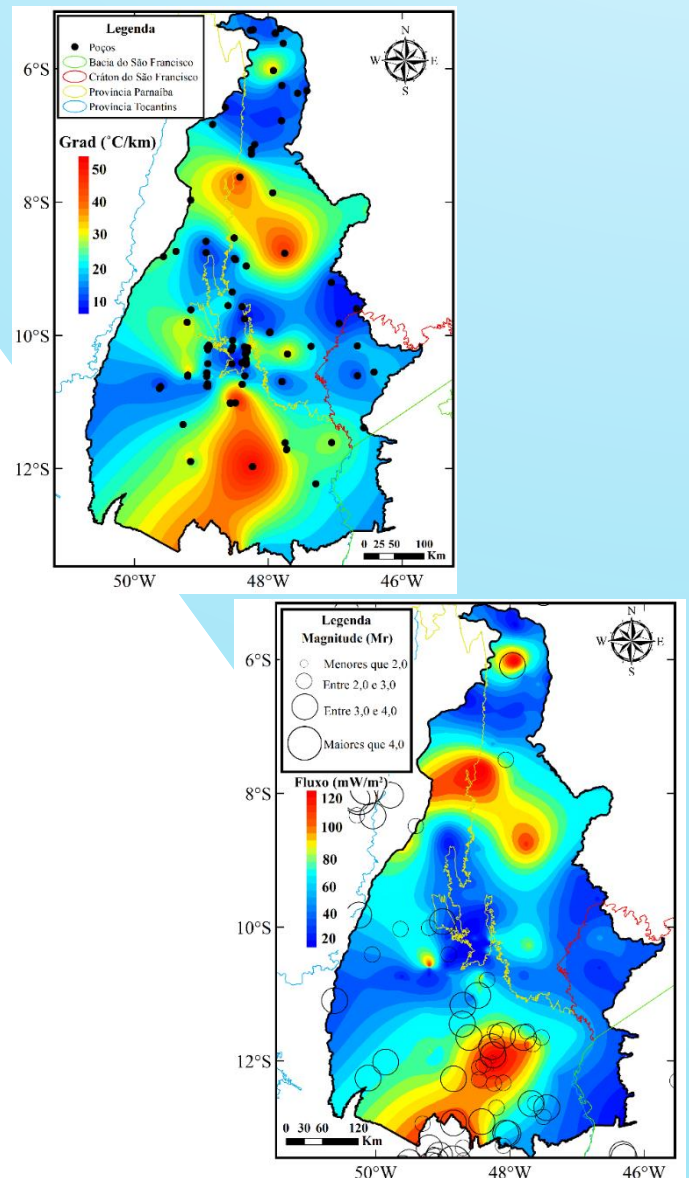 Legenda
Poços
Bacia do São Francisco
Cráton do São Francisco
Província Parnaíba
Província Tocantins
N
W E
S
6°S
Grad (°C/km)
50
40
30
20
10
8°S
10°S
12°S
0 25 50 100
Km
50°W 48°W 46°W
Legenda
Magnitude (Mr)
Menores que 2,0
Entre 2,0 e 3,0
Entre 3,0 e 4,0
Maiores que 4,0
N
W E
S
6°S
Fluxo (mW/m²)
120
100
80
60
40
20
8°S
10°S
12°S
0 30 60 120
Km
50°W 48°W 46°W